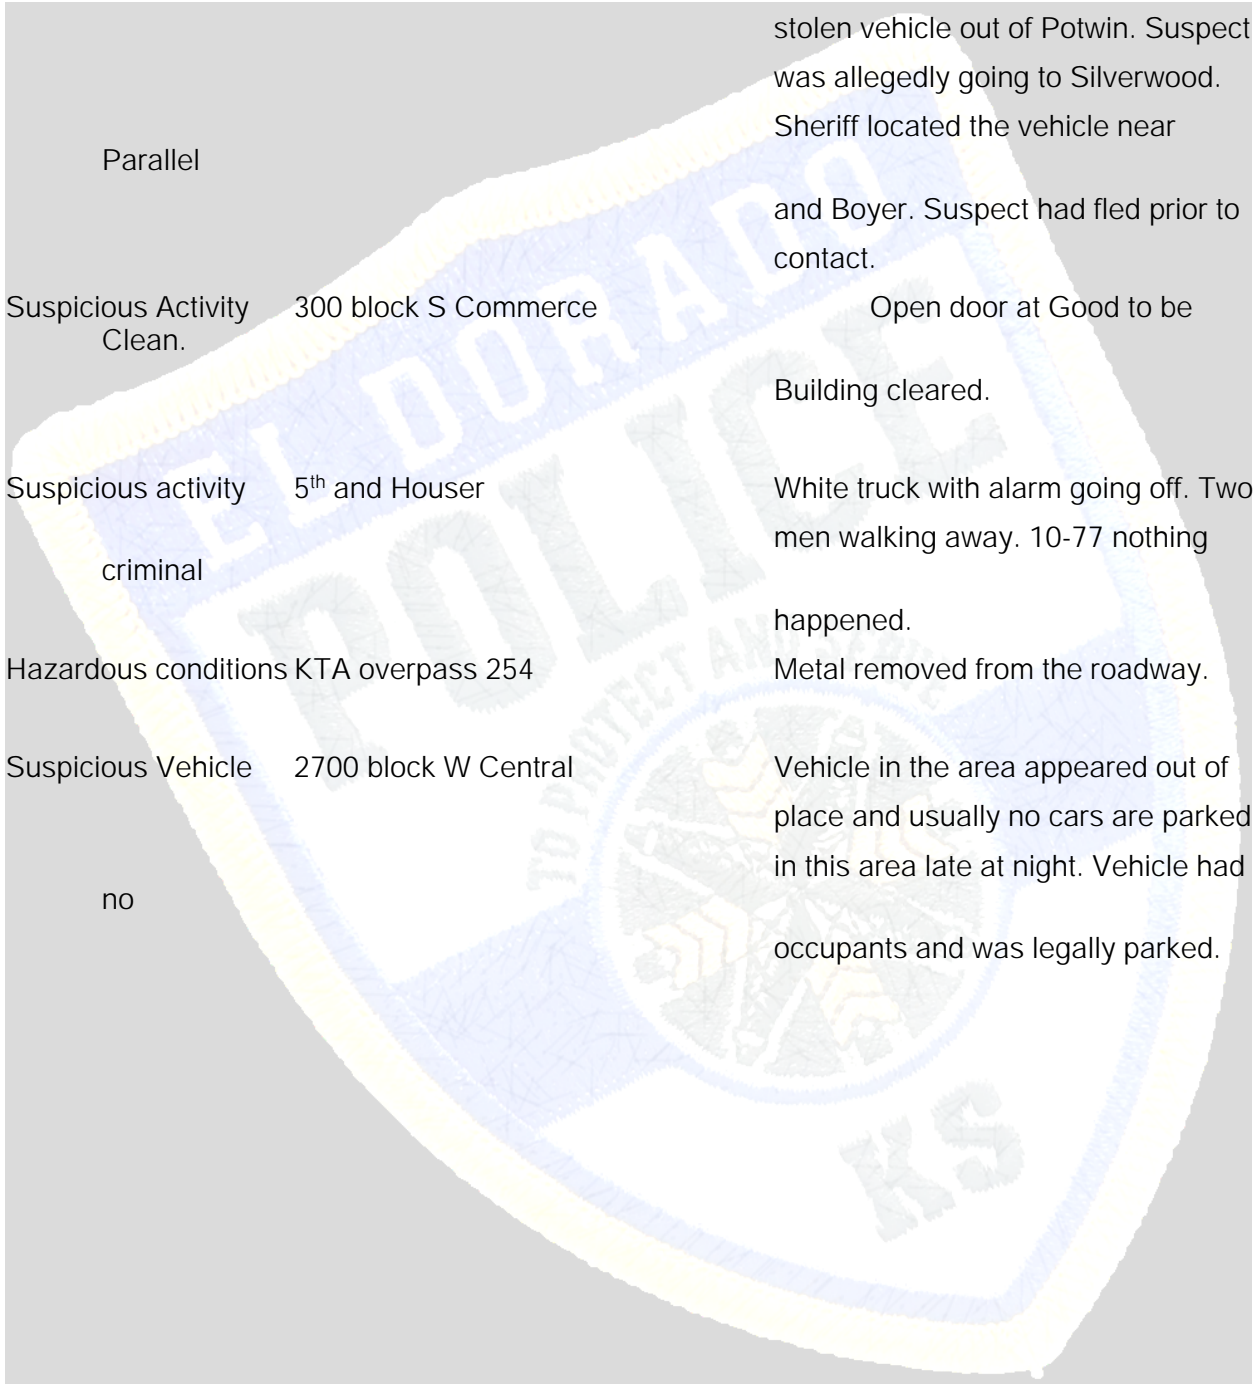 stolen vehicle out of Potwin. Suspect
was allegedly going to Silverwood.
Sheriff located the vehicle near
Parallel
and Boyer. Suspect had fled prior to
contact.
Suspicious Activity 300 block S Commerce Open door at Good to be
Clean.
Building cleared.
Suspicious activity 5th and Houser White truck with alarm going off. Two
men walking away. 10-77 nothing
criminal
happened.
Hazardous conditions KTA overpass 254 Metal removed from the roadway.
Suspicious Vehicle 2700 block W Central Vehicle in the area appeared out of
place and usually no cars are parked
in this area late at night. Vehicle had
no
occupants and was legally parked.
EL DORADO
POLICE
TO PROTECT AND SERVE
KS